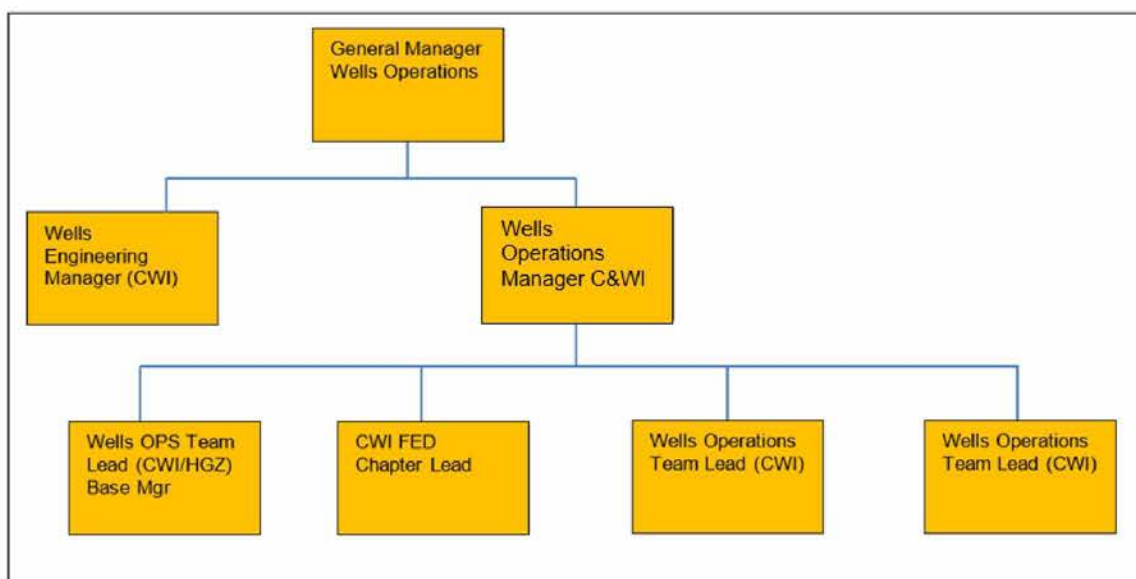 General Manager
Wells Operations
Wells
Engineering
Manager (CWI)
Wells
Operations
Manager C&WI
Wells OPS Team
Lead (CWI/HGZ)
Base Mgr
CWI FED
Chapter Lead
Wells Operations
Team Lead (CWI)
Wells Operations
Team Lead (CWI)